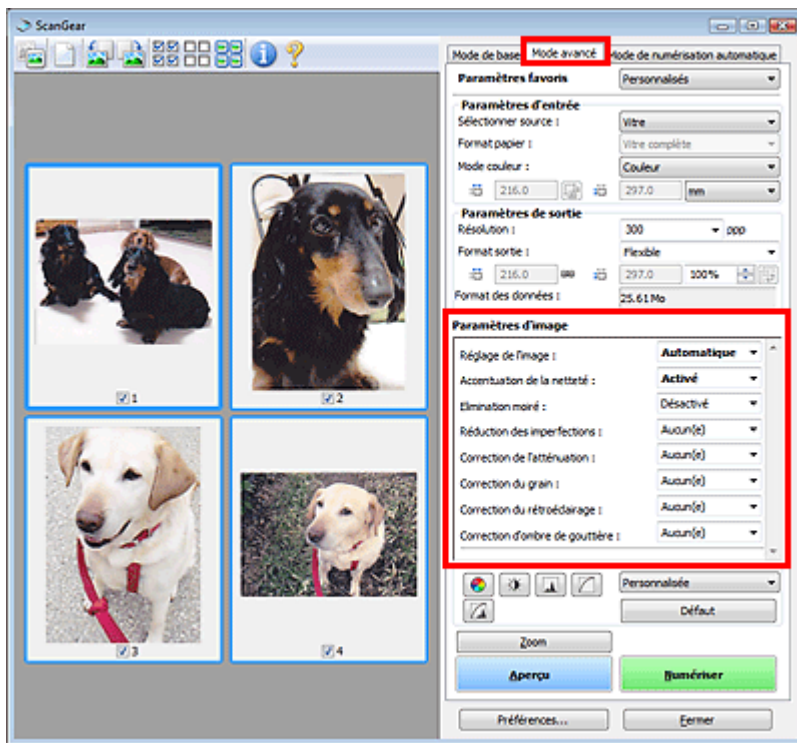 ScanGear
Mode de base Mode avancé Mode de numérisation automatique
Paramètres favoris Personnalisés
Paramètres d'entrée
Sélectionner source : Vitre
Format papier : Vitre complète
Mode couleur : Couleur
216.0 297.0 mm
Paramètres de sortie
Résolution : 300 ppp
Format sortie : Flexible
216.0 297.0 100%
Format des données : 25.61 Mo
Paramètres d'image
Réglage de l'image : Automatique
Accentuation de la netteté : Activé
Elimination moiré : Désactivé
Réduction des imperfections : Aucun(e)
Correction de l'atténuation : Aucun(e)
Correction du grain : Aucun(e)
Correction du rétroéclairage : Aucun(e)
Correction d'ombre de gouttière : Aucun(e)
Personnalisée
Défaut
Zoom
Aperçu Numériser
Préférences... Fermer
1 2
3 4